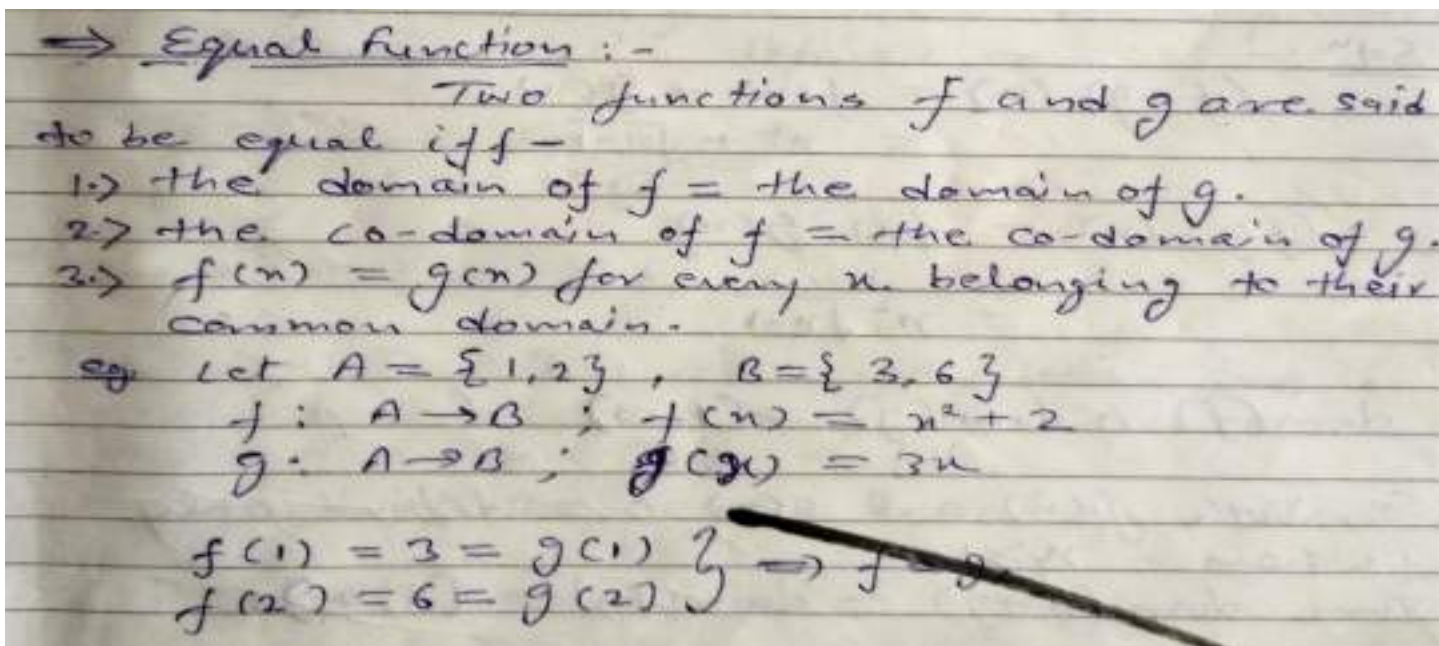 ⇒ Equal function :-
Two functions f and g are said
to be equal iff -
1.> the domain of f = the domain of g.
2.> the co-domain of f = the co-domain of g.
3.> f(x) = g(x) for every x belonging to their
common domain.
eg. Let A = {1,2} , B = {3,6}
f : A → B ; f(x) = x² + 2
g : A → B ; g(x) = 3x
f(1) = 3 = g(1) } ⇒ f = g.
f(2) = 6 = g(2)